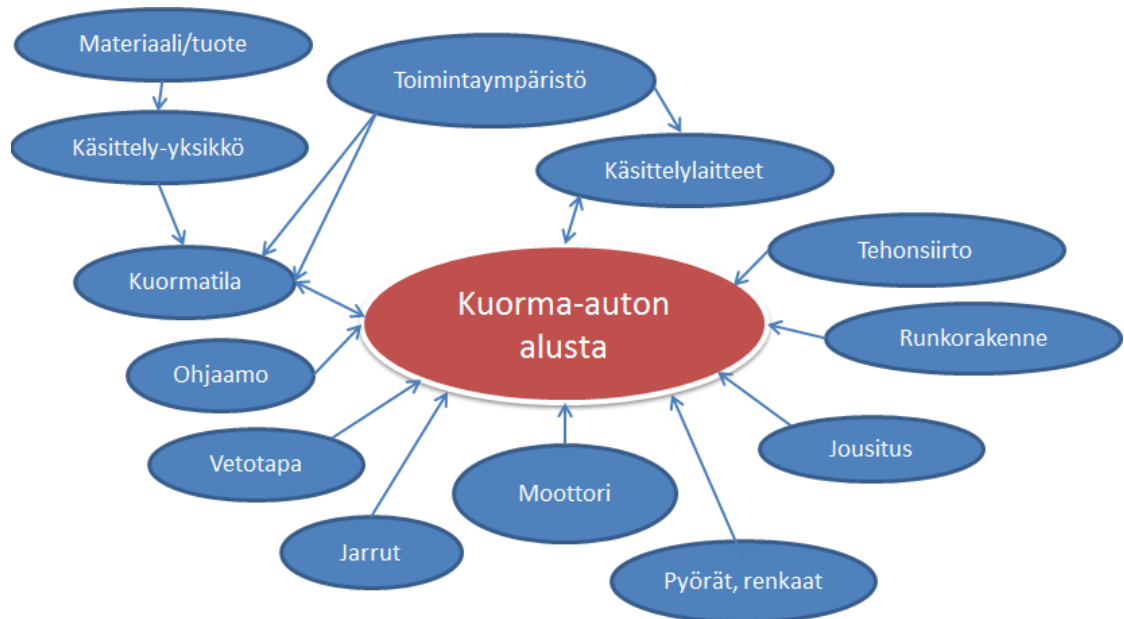 Materiaali/tuote
Toimintaympäristö
Käsittely-yksikkö
Käsittelylaitteet
Tehonsiirto
Kuormatila
Kuorma-auton
alusta
Runkorakenne
Ohjaamo
Jousitus
Vetotapa
Moottori
Jarrut
Pyörät, renkaat